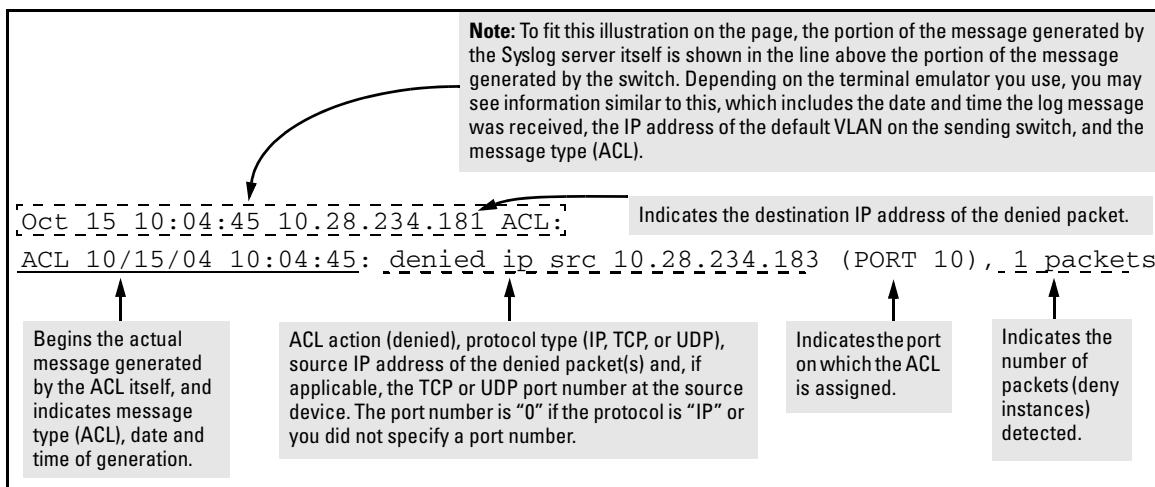 Note: To fit this illustration on the page, the portion of the message generated by
the Syslog server itself is shown in the line above the portion of the message
generated by the switch. Depending on the terminal emulator you use, you may
see information similar to this, which includes the date and time the log message
was received, the IP address of the default VLAN on the sending switch, and the
message type (ACL).
Oct 15 10:04:45 10.28.234.181 ACL:
Indicates the destination IP address of the denied packet.
ACL 10/15/04 10:04:45: denied ip src 10.28.234.183 (PORT 10), 1 packets
Begins the actual
message generated
by the ACL itself, and
indicates message
type (ACL), date and
time of generation.
ACL action (denied), protocol type (IP, TCP, or UDP),
source IP address of the denied packet(s) and, if
applicable, the TCP or UDP port number at the source
device. The port number is “0” if the protocol is “IP” or
you did not specify a port number.
Indicates the port
on which the ACL
is assigned.
Indicates the
number of
packets (deny
instances)
detected.